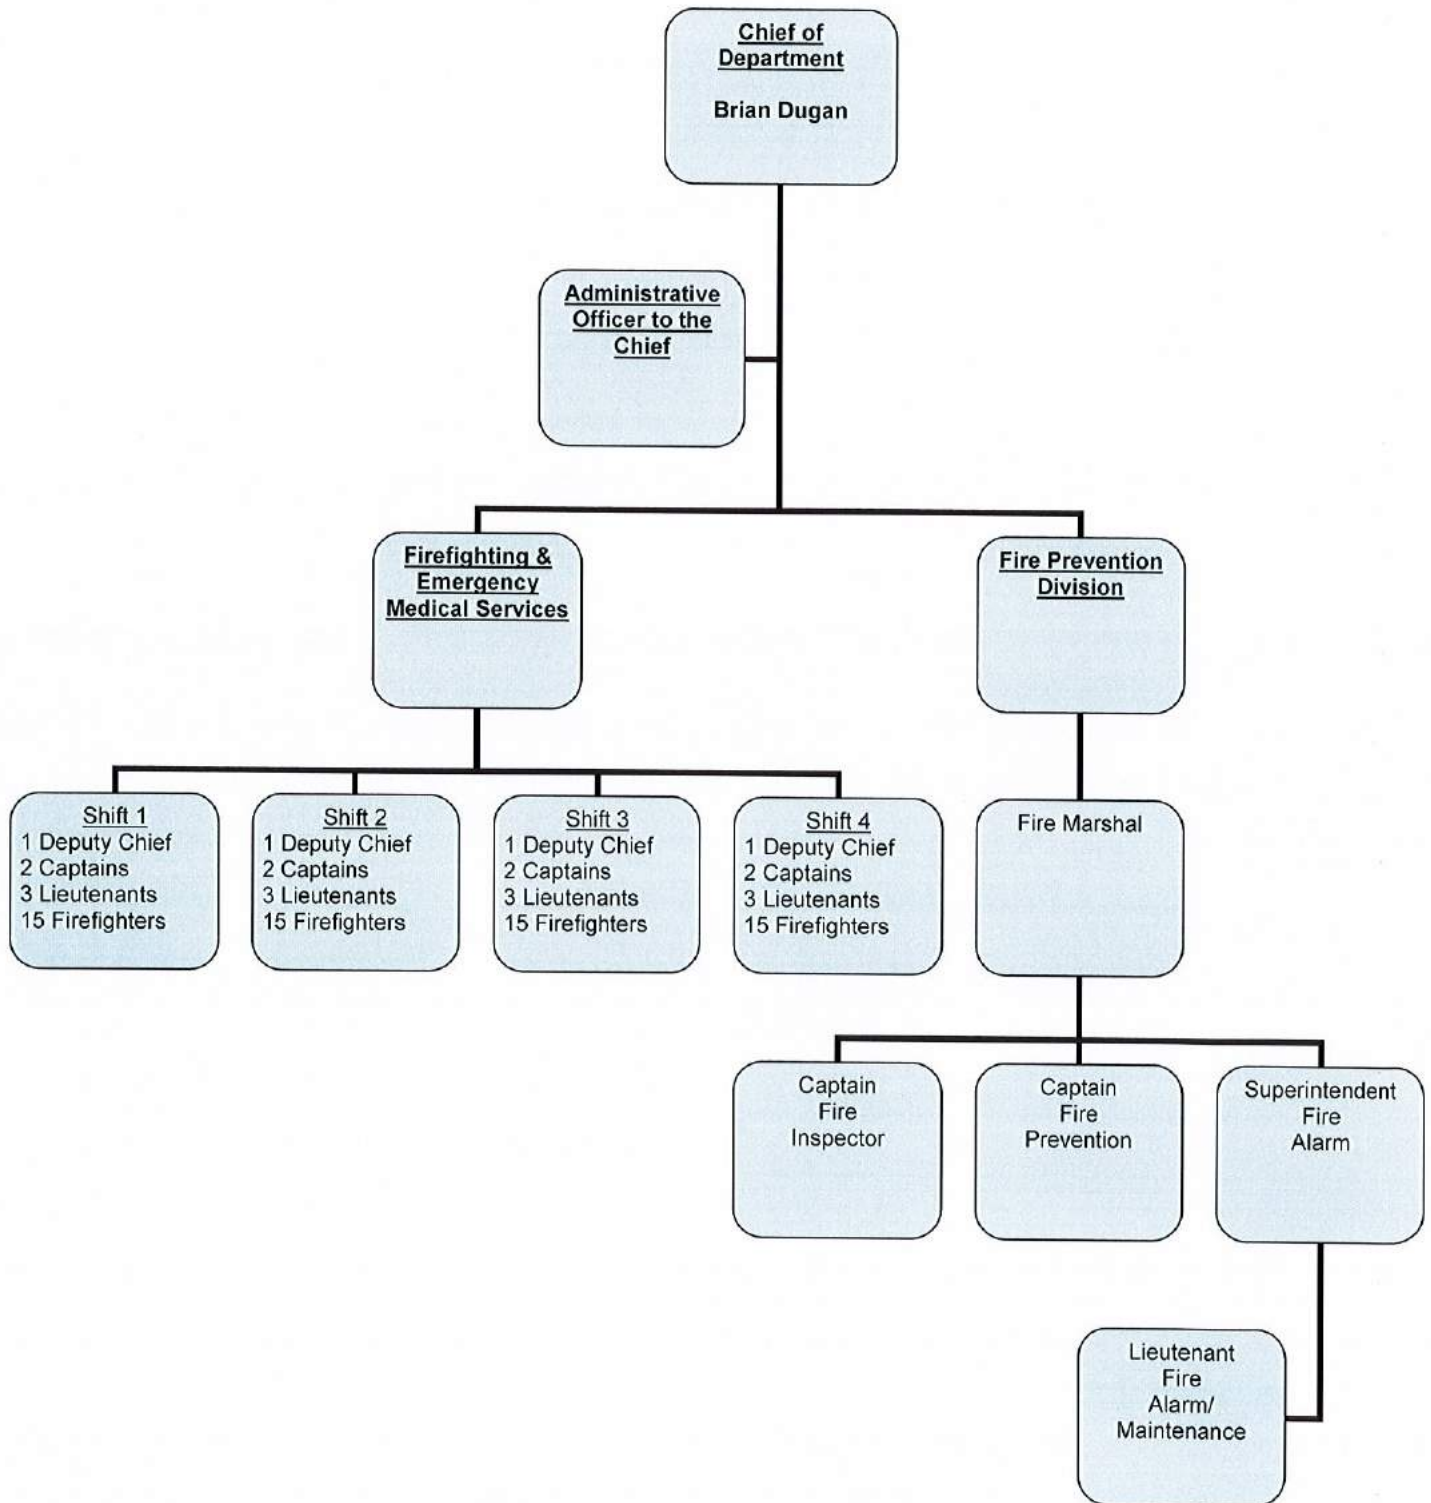 Chief of
Department
Brian Dugan
Administrative
Officer to the
Chief
Firefighting &
Emergency
Medical Services
Fire Prevention
Division
Shift 1
1 Deputy Chief
2 Captains
3 Lieutenants
15 Firefighters
Shift 2
1 Deputy Chief
2 Captains
3 Lieutenants
15 Firefighters
Shift 3
1 Deputy Chief
2 Captains
3 Lieutenants
15 Firefighters
Shift 4
1 Deputy Chief
2 Captains
3 Lieutenants
15 Firefighters
Fire Marshal
Captain
Fire
Inspector
Captain
Fire
Prevention
Superintendent
Fire
Alarm
Lieutenant
Fire
Alarm/
Maintenance